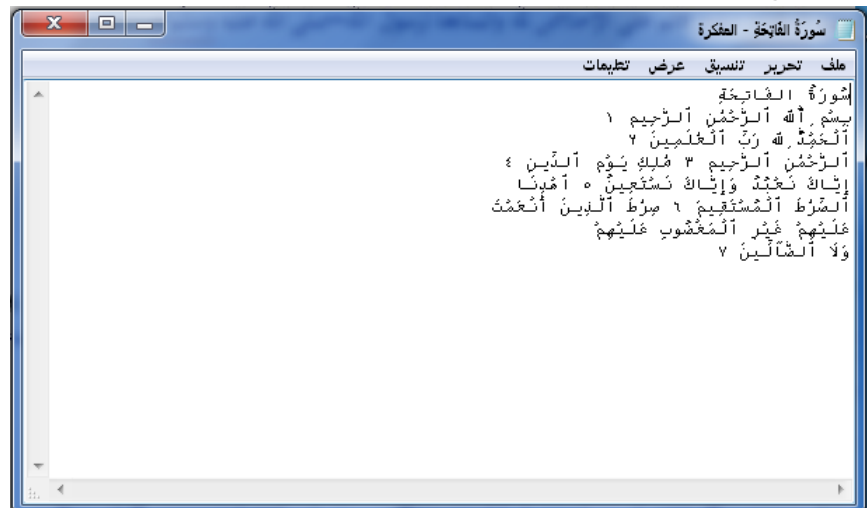 سُورَةُ الفَاتِحَةِ - المفكرة
ملف تحرير تنسيق عرض تعليمات
سُورَةُ الفَاتِحَةِ
بِسۡمِ ٱللَّهِ ٱلرَّحۡمَٰنِ ٱلرَّحِيمِ ١
ٱلۡحَمۡدُ لِلَّهِ رَبِّ ٱلۡعَٰلَمِينَ ٢
ٱلرَّحۡمَٰنِ ٱلرَّحِيمِ ٣ مَٰلِكِ يَوۡمِ ٱلدِّينِ ٤
إِيَّاكَ نَعۡبُدُ وَإِيَّاكَ نَسۡتَعِينُ ٥ ٱهۡدِنَا
ٱلصِّرَٰطَ ٱلۡمُسۡتَقِيمَ ٦ صِرَٰطَ ٱلَّذِينَ أَنۡعَمۡتَ
عَلَيۡهِمۡ غَيۡرِ ٱلۡمَغۡضُوبِ عَلَيۡهِمۡ
وَلَا ٱلضَّآلِّينَ ٧